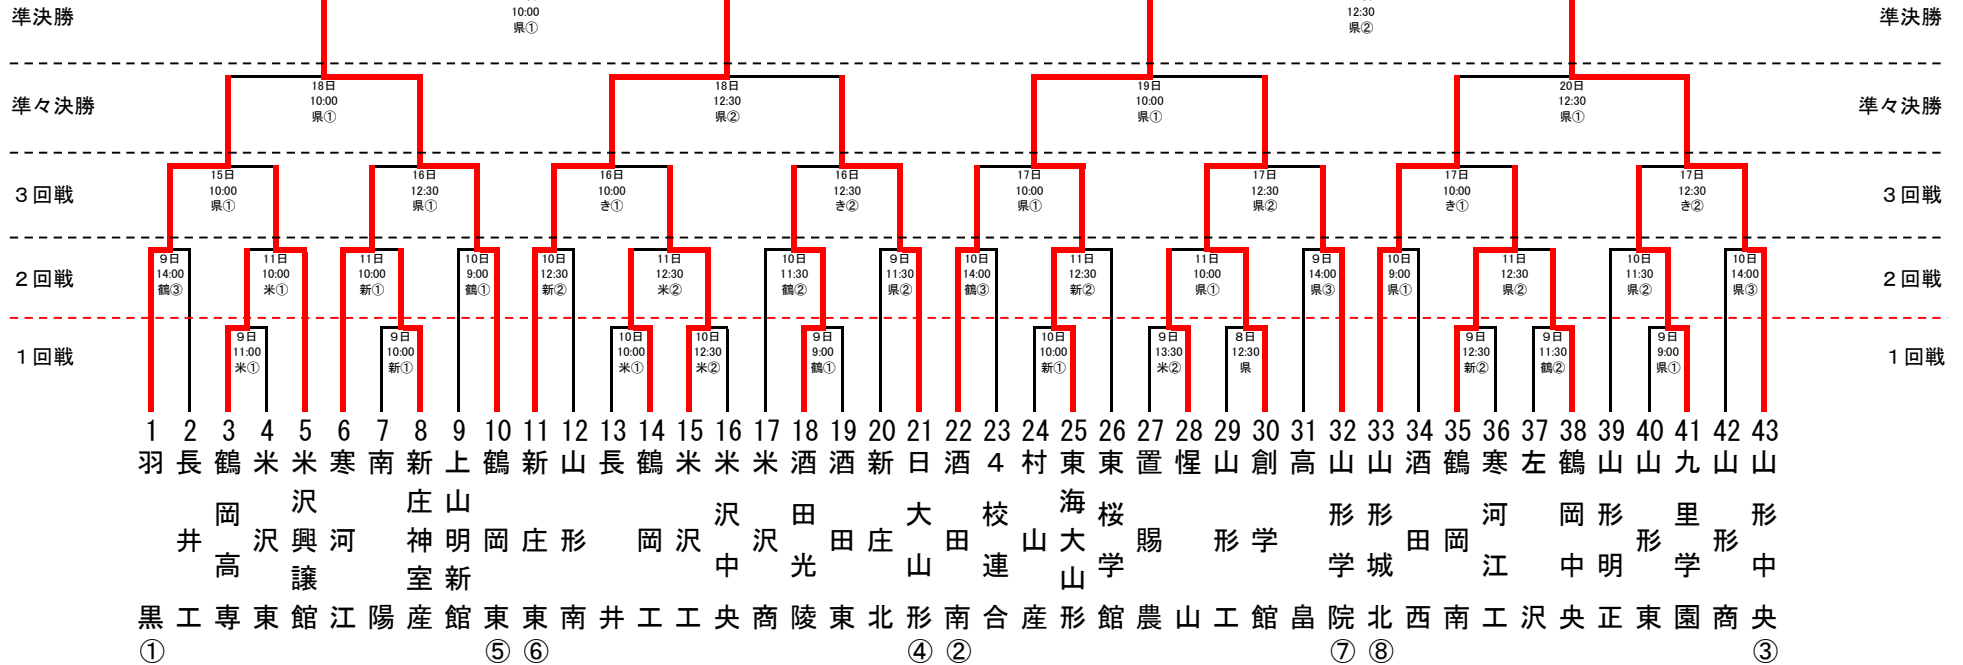 10:00
県①
12:30
県②
準決勝
準決勝
準々決勝
18日
10:00
県①
18日
12:30
県②
19日
10:00
県①
20日
12:30
県①
準々決勝
3回戦
15日
10:00
県①
16日
12:30
県①
16日
10:00
き①
16日
12:30
き②
17日
10:00
県①
17日
12:30
県②
17日
10:00
き①
17日
12:30
き②
3回戦
2回戦
9日
14:00
鶴③
11日
10:00
米①
11日
10:00
新①
10日
9:00
鶴①
10日
12:30
新②
11日
12:30
米②
10日
11:30
鶴②
9日
11:30
県②
10日
14:00
鶴③
11日
12:30
新②
11日
10:00
県①
9日
14:00
県③
10日
9:00
県①
11日
12:30
県②
10日
11:30
県②
10日
14:00
県③
2回戦
1回戦
9日
11:00
米①
9日
10:00
新①
10日
10:00
米①
10日
12:30
米②
9日
9:00
鶴①
10日
10:00
新①
9日
13:30
米②
8日
12:30
県
9日
12:30
新②
9日
11:30
鶴②
9日
9:00
県①
1回戦
1 羽黒①
2 長井工
3 鶴岡高専
4 米沢東
5 米沢興譲館
6 寒河江
7 南陽
8 新庄神室産
9 上山明新館
10 鶴岡東⑤
11 新庄東⑥
12 山形南
13 長井
14 鶴岡工
15 米沢工
16 米沢中央
17 米沢商
18 酒田光陵
19 酒田東
20 新庄北
21 日大山形④
22 酒田南②
23 4校連合
24 村山産
25 東海大山形
26 東桜学館
27 置賜農
28 惺山
29 山形工
30 創学館
31 高畠
32 山形学院⑦
33 山形城北⑧
34 酒田西
35 鶴岡南
36 寒河江工
37 左沢
38 鶴岡中央
39 山形明正
40 山形東
41 九里学園
42 山形商
43 山形中央③